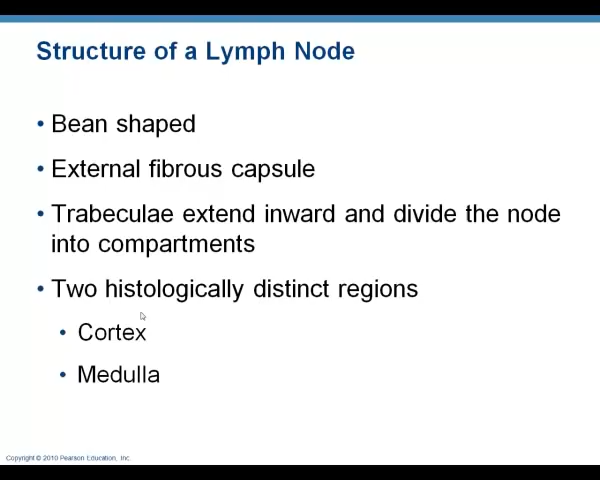 Structure of a Lymph Node
• Bean shaped
• External fibrous capsule
• Trabeculae extend inward and divide the node
into compartments
• Two histologically distinct regions
• Cortex
• Medulla
Copyright © 2010 Pearson Education, Inc.